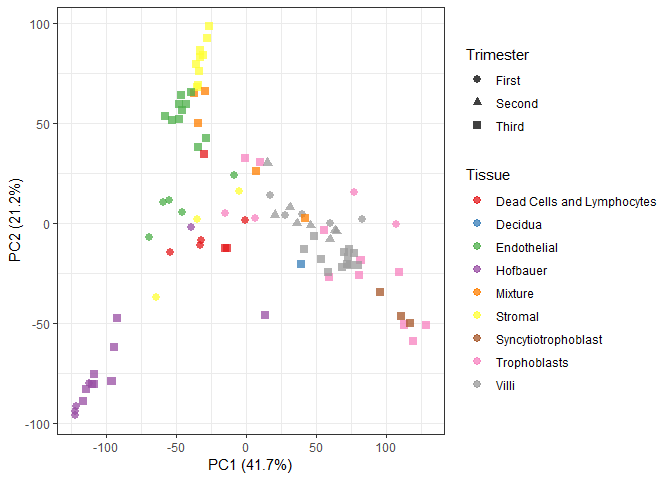 100
50
0
-50
-100
PC2 (21.2%)
-100
-50
0
50
100
PC1 (41.7%)
Trimester
First
Second
Third
Tissue
Dead Cells and Lymphocytes
Decidua
Endothelial
Hofbauer
Mixture
Stromal
Syncytiotrophoblast
Trophoblasts
Villi